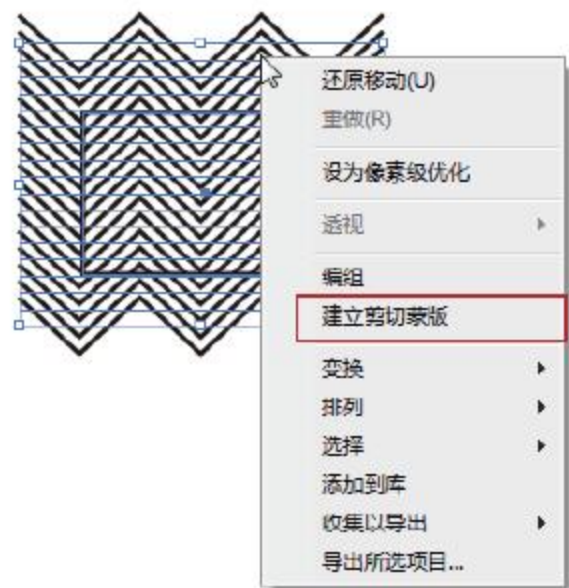 还原移动(U)
重做(R)
设为像素级优化
透视
编组
建立剪切蒙版
变换
排列
选择
添加到库
收集以导出
导出所选项目...